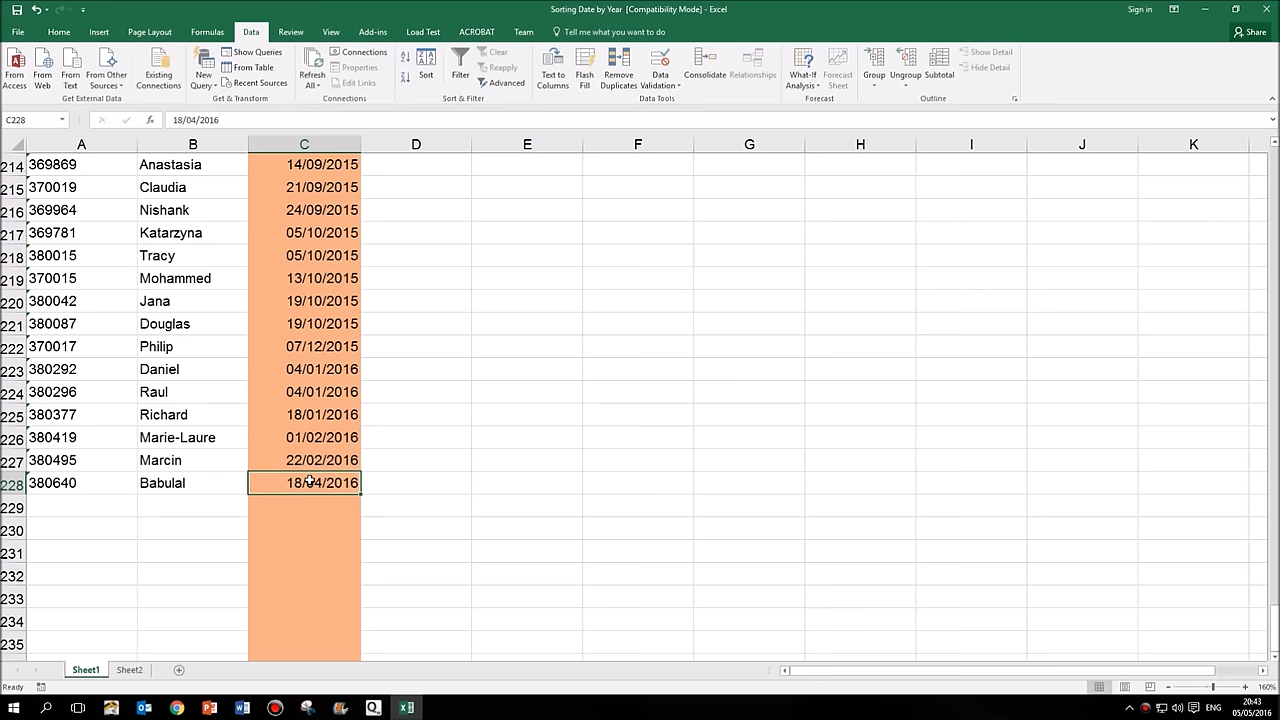 Sorting Date by Year [Compatibility Mode] - Excel
Sign in
File Home Insert Page Layout Formulas Data Review View Add-ins Load Test ACROBAT Team Tell me what you want to do Share
From Access
From Web
From Text
From Other Sources
Existing Connections
Get External Data
New Query
Show Queries
From Table
Recent Sources
Get & Transform
Refresh All
Connections
Properties
Edit Links
Connections
Sort
Filter
Clear
Reapply
Advanced
Sort & Filter
Text to Columns
Flash Fill
Remove Duplicates
Data Validation
Consolidate
Relationships
Data Tools
What-If Analysis
Forecast Sheet
Forecast
Group
Ungroup
Subtotal
Show Detail
Hide Detail
Outline
C228 fx 18/04/2016
A B C D E F G H I J K
214 369869 Anastasia 14/09/2015
215 370019 Claudia 21/09/2015
216 369964 Nishank 24/09/2015
217 369781 Katarzyna 05/10/2015
218 380015 Tracy 05/10/2015
219 370015 Mohammed 13/10/2015
220 380042 Jana 19/10/2015
221 380087 Douglas 19/10/2015
222 370017 Philip 07/12/2015
223 380292 Daniel 04/01/2016
224 380296 Raul 04/01/2016
225 380377 Richard 18/01/2016
226 380419 Marie-Laure 01/02/2016
227 380495 Marcin 22/02/2016
228 380640 Babulal 18/04/2016
229
230
231
232
233
234
235
Sheet1 Sheet2
Ready 160%
ENG 20:43
05/05/2016